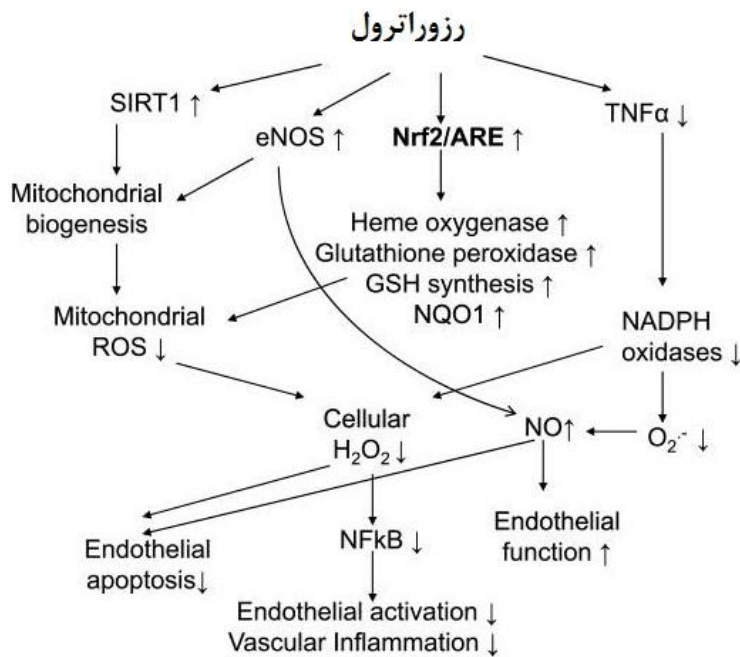 رزوراترول
SIRT1 ↑
eNOS ↑
Nrf2/ARE ↑
TNFα ↓
Mitochondrial
biogenesis
Heme oxygenase ↑
Glutathione peroxidase ↑
GSH synthesis ↑
NQO1 ↑
Mitochondrial
ROS ↓
NADPH
oxidases ↓
Cellular
H₂O₂ ↓
NO↑
O₂·- ↓
Endothelial
apoptosis↓
NFkB ↓
Endothelial
function ↑
Endothelial activation ↓
Vascular Inflammation ↓